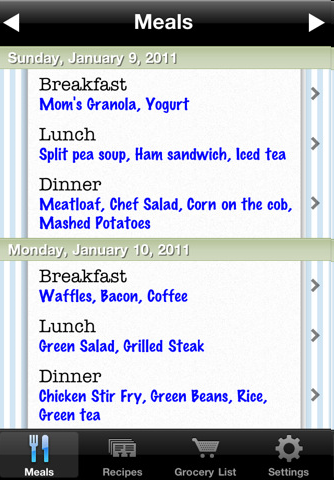 Meals
Sunday, January 9, 2011
Breakfast
Mom's Granola, Yogurt
Lunch
Split pea soup, Ham sandwich, Iced tea
Dinner
Meatloaf, Chef Salad, Corn on the cob,
Mashed Potatoes
Monday, January 10, 2011
Breakfast
Waffles, Bacon, Coffee
Lunch
Green Salad, Grilled Steak
Dinner
Chicken Stir Fry, Green Beans, Rice,
Green tea
Meals Recipes Grocery List Settings